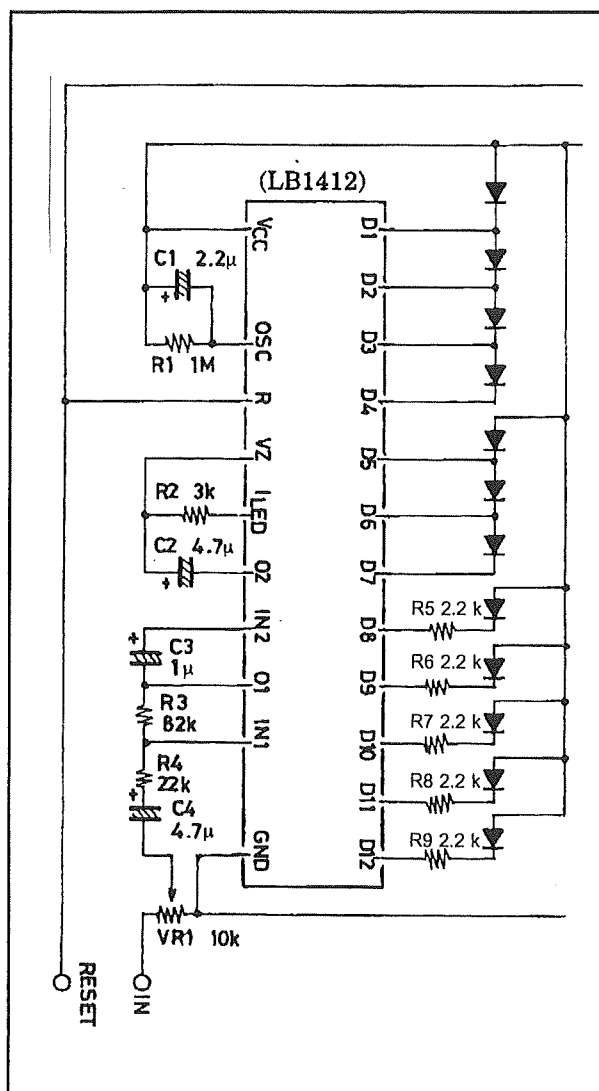 (LB1412)
VCC
C1 2.2μ
+
OSC
R1 1M
R
VZ
R2 3k
ILED
C2 4.7μ
+
O2
IN2
+
C3
1μ
O1
R3
82k
IN1
R4
22k
+
C4
4.7μ
GND
VR1 10k
RESET
IN
D1
D2
D3
D4
D5
D6
D7
R5 2.2 k
D8
R6 2.2 k
D9
R7 2.2 k
D10
R8 2.2 k
D11
R9 2.2 k
D12